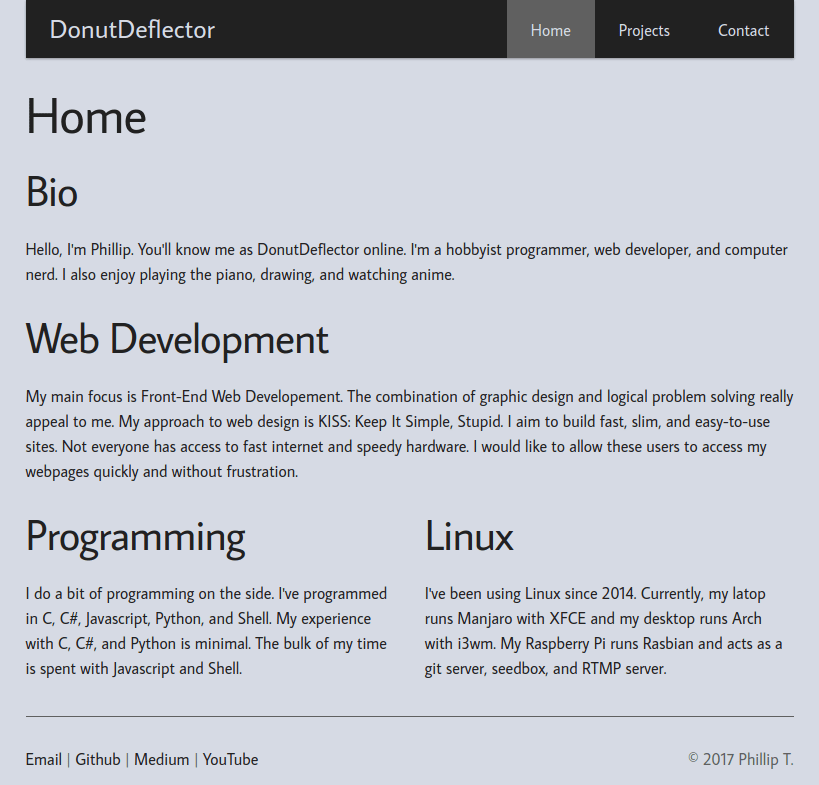 DonutDeflector Home Projects Contact
Home
Bio
Hello, I'm Phillip. You'll know me as DonutDeflector online. I'm a hobbyist programmer, web developer, and computer
nerd. I also enjoy playing the piano, drawing, and watching anime.
Web Development
My main focus is Front-End Web Developement. The combination of graphic design and logical problem solving really
appeal to me. My approach to web design is KISS: Keep It Simple, Stupid. I aim to build fast, slim, and easy-to-use
sites. Not everyone has access to fast internet and speedy hardware. I would like to allow these users to access my
webpages quickly and without frustration.
Programming
I do a bit of programming on the side. I've programmed
in C, C#, Javascript, Python, and Shell. My experience
with C, C#, and Python is minimal. The bulk of my time
is spent with Javascript and Shell.
Linux
I've been using Linux since 2014. Currently, my latop
runs Manjaro with XFCE and my desktop runs Arch
with i3wm. My Raspberry Pi runs Rasbian and acts as a
git server, seedbox, and RTMP server.
Email | Github | Medium | YouTube
© 2017 Phillip T.